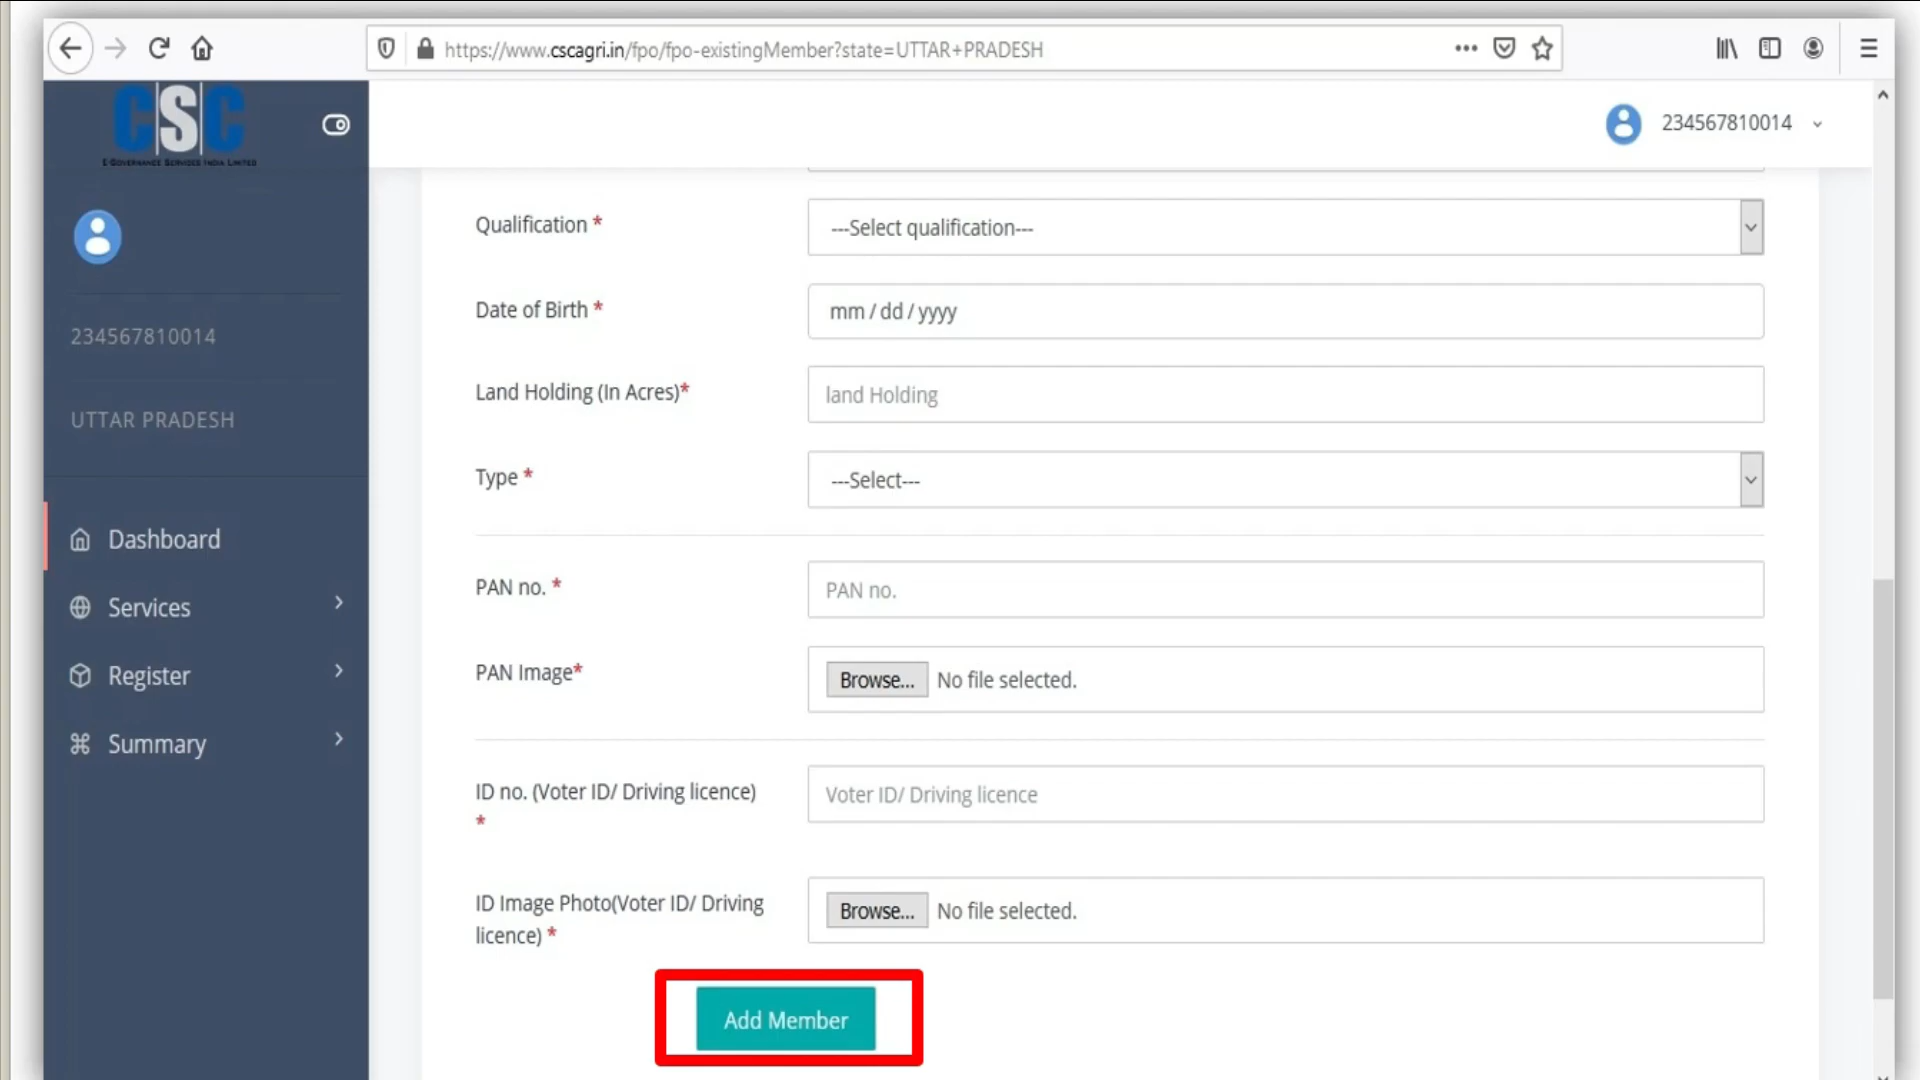 https://www.cscagri.in/fpo/fpo-existingMember?state=UTTAR+PRADESH
CSC
E-GOVERNANCE SERVICES INDIA LIMITED
234567810014
234567810014
UTTAR PRADESH
Dashboard
Services
Register
Summary
Qualification *
---Select qualification---
Date of Birth *
mm / dd / yyyy
Land Holding (In Acres)*
land Holding
Type *
---Select---
PAN no. *
PAN no.
PAN Image*
Browse... No file selected.
ID no. (Voter ID/ Driving licence)
*
Voter ID/ Driving licence
ID Image Photo(Voter ID/ Driving
licence) *
Browse... No file selected.
Add Member